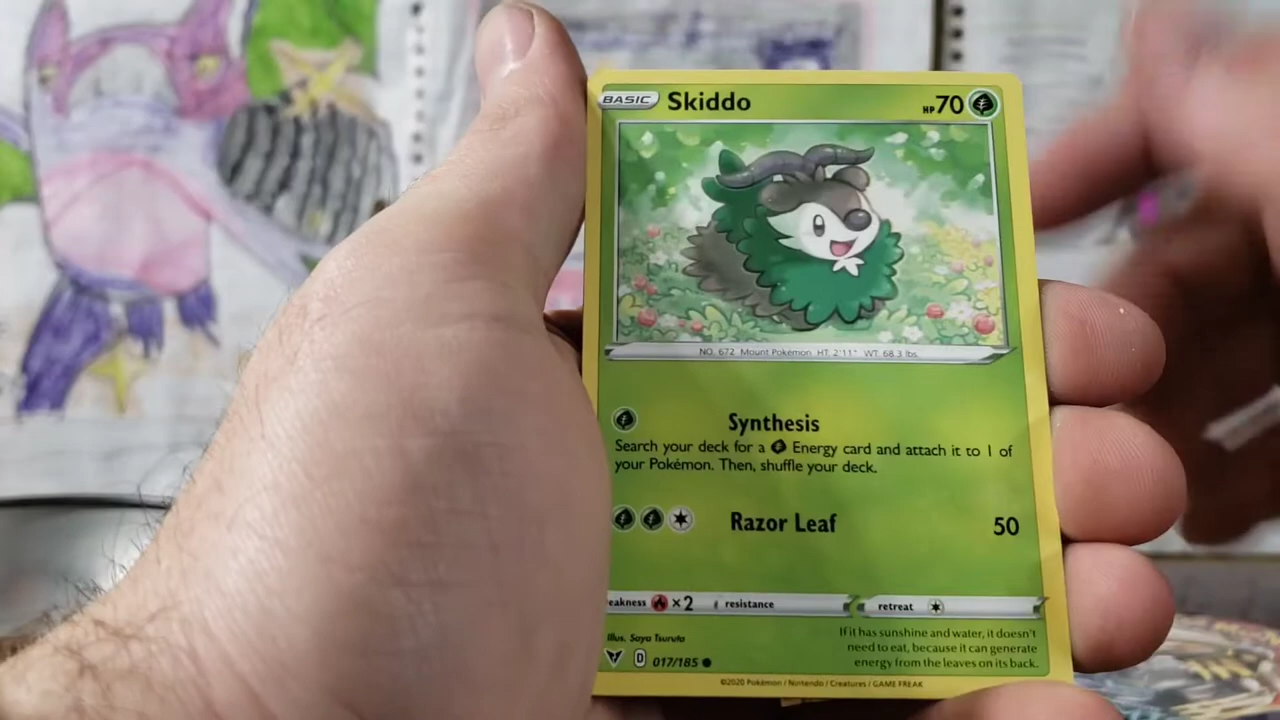 BASIC Skiddo HP 70
NO. 672 Mount Pokémon HT. 2'11" WT. 68.3 lbs.
Synthesis
Search your deck for a Energy card and attach it to 1 of
your Pokémon. Then, shuffle your deck.
Razor Leaf 50
eakness ×2 resistance retreat
Illus. Saya Tsuruta
If it has sunshine and water, it doesn't
need to eat, because it can generate
energy from the leaves on its back.
D 017/185
©2020 Pokémon / Nintendo / Creatures / GAME FREAK